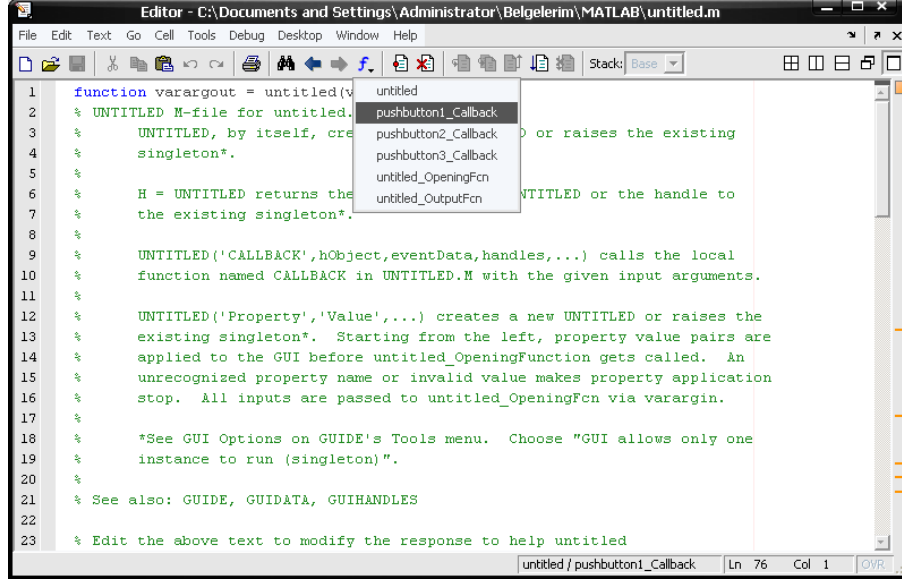 Editor - C:\Documents and Settings\Administrator\Belgelerim\MATLAB\untitled.m
File Edit Text Go Cell Tools Debug Desktop Window Help
Stack: Base
untitled
pushbutton1_Callback
pushbutton2_Callback
pushbutton3_Callback
untitled_OpeningFcn
untitled_OutputFcn
1 function varargout = untitled(v
2 % UNTITLED M-file for untitled.
3 % UNTITLED, by itself, cre D or raises the existing
4 % singleton*.
5 %
6 % H = UNTITLED returns the NTITLED or the handle to
7 % the existing singleton*.
8 %
9 % UNTITLED('CALLBACK',hObject,eventData,handles,...) calls the local
10 % function named CALLBACK in UNTITLED.M with the given input arguments.
11 %
12 % UNTITLED('Property','Value',...) creates a new UNTITLED or raises the
13 % existing singleton*. Starting from the left, property value pairs are
14 % applied to the GUI before untitled_OpeningFunction gets called. An
15 % unrecognized property name or invalid value makes property application
16 % stop. All inputs are passed to untitled_OpeningFcn via varargin.
17 %
18 % *See GUI Options on GUIDE's Tools menu. Choose "GUI allows only one
19 % instance to run (singleton)".
20 %
21 % See also: GUIDE, GUIDATA, GUIHANDLES
22
23 % Edit the above text to modify the response to help untitled
untitled / pushbutton1_Callback Ln 76 Col 1 OVR